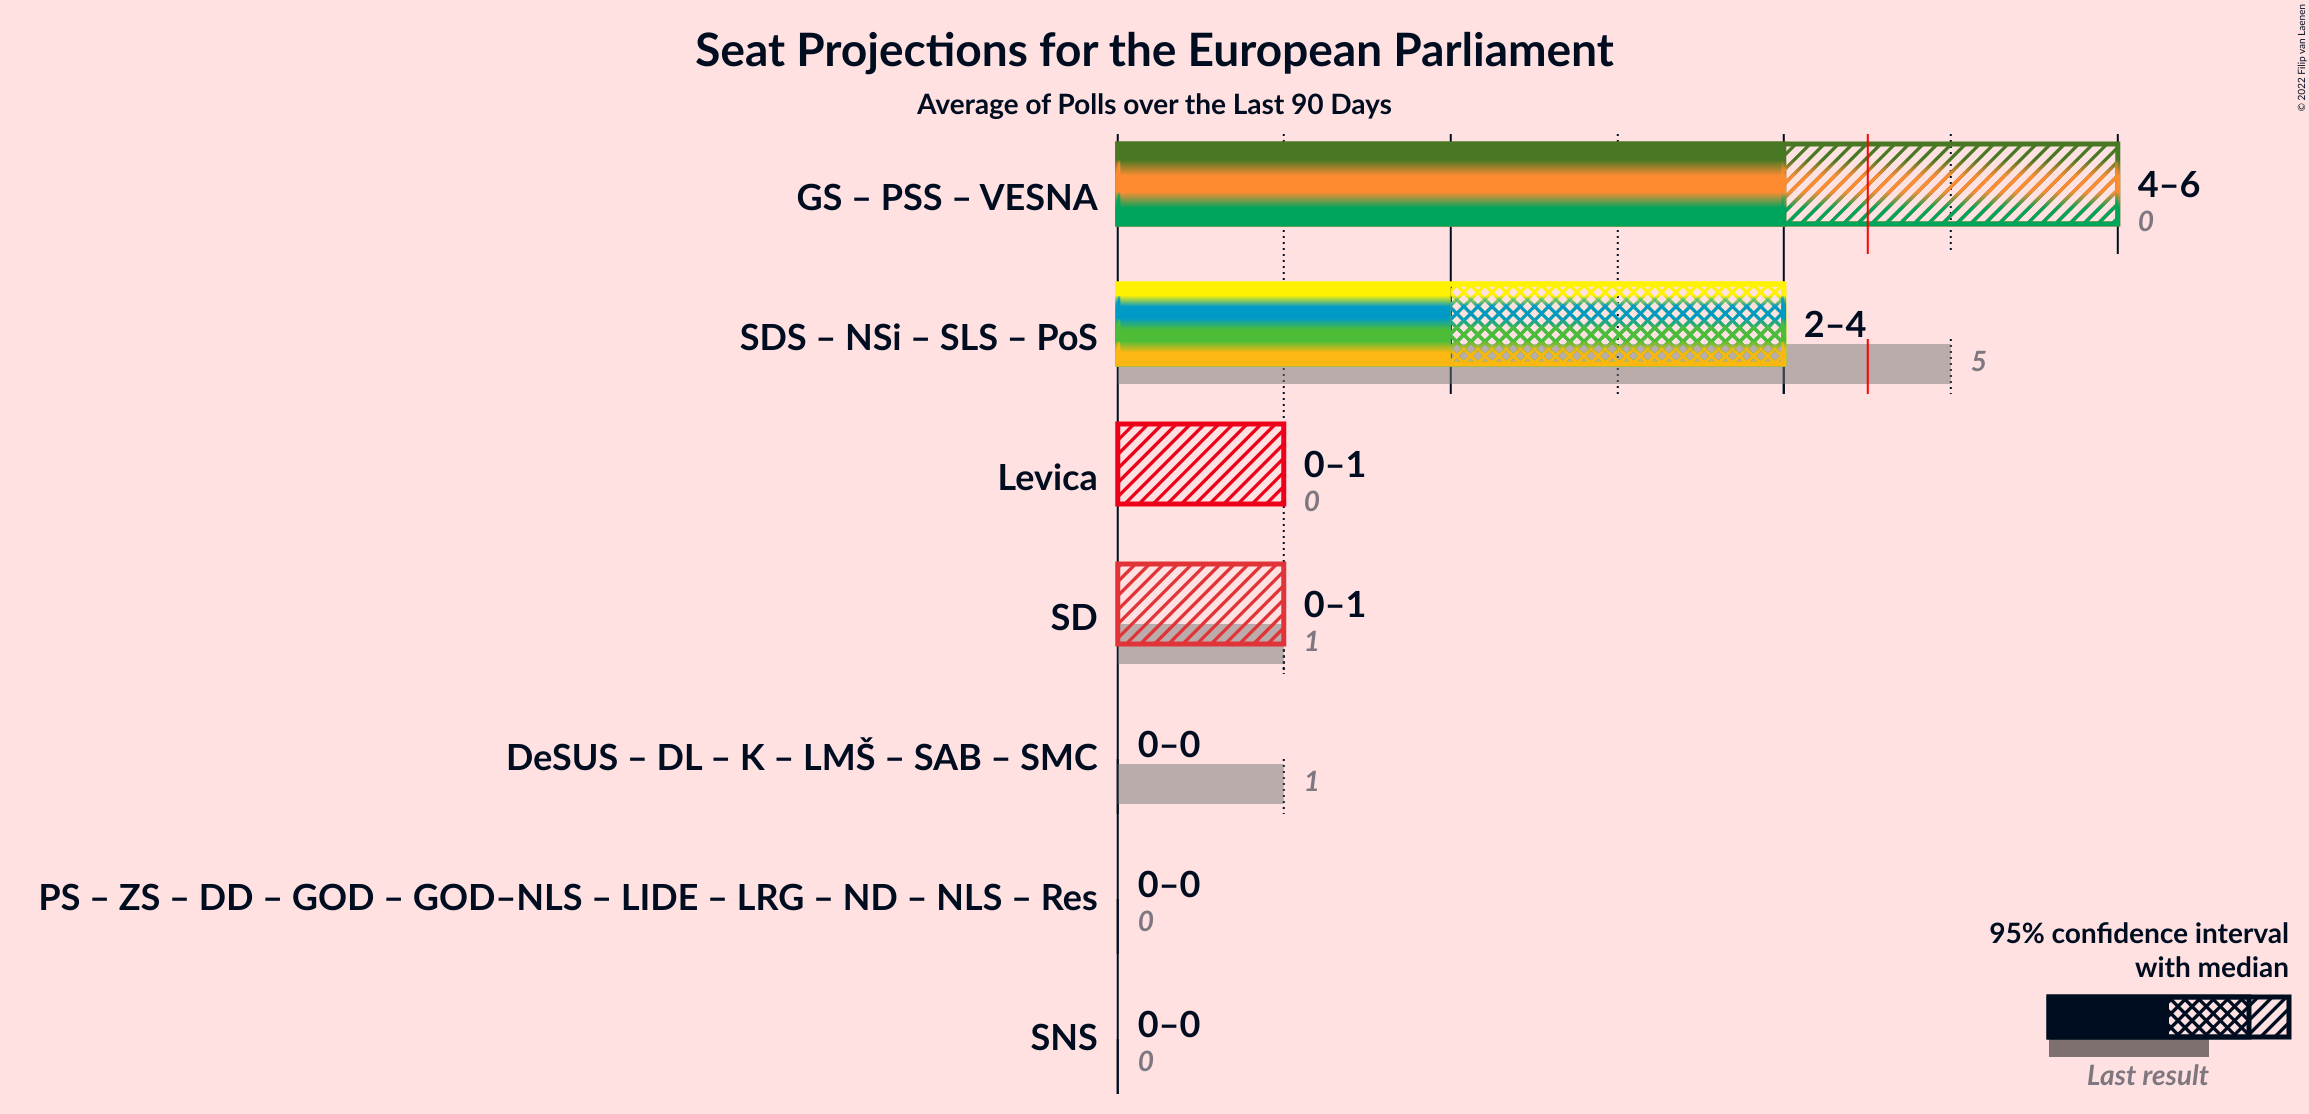 Seat Projections for the European Parliament
Average of Polls over the Last 90 Days
© 2022 Filip van Laenen
GS – PSS – VESNA
4–6
0
SDS – NSi – SLS – PoS
2–4
5
Levica
0–1
0
SD
0–1
1
DeSUS – DL – K – LMŠ – SAB – SMC
0–0
1
PS – ZS – DD – GOD – GOD–NLS – LIDE – LRG – ND – NLS – Res
0–0
0
SNS
0–0
0
95% confidence interval
with median
Last result